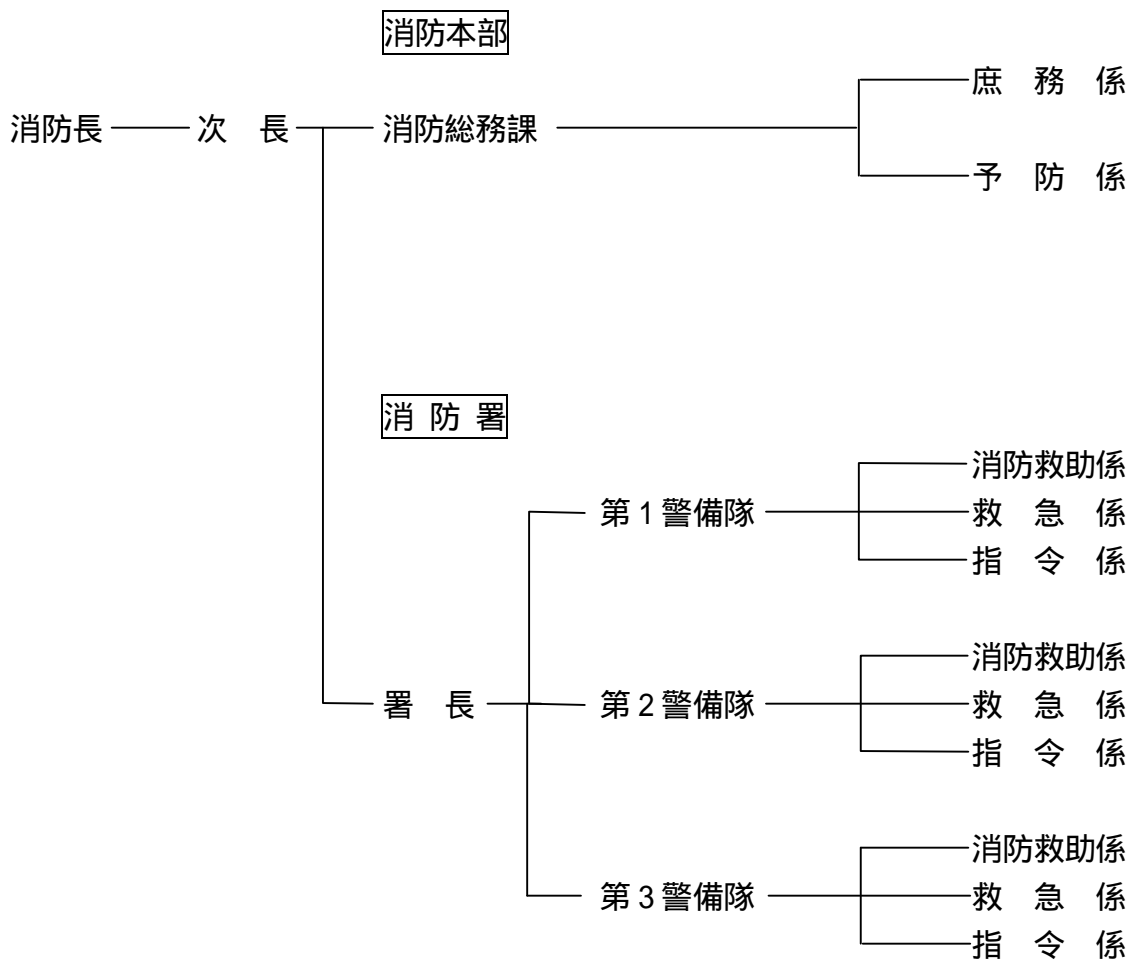 消防本部
庶　務　係
消防長　次　長　消防総務課
予　防　係
消 防 署
消防救助係
第1警備隊　救　急　係
指　令　係
消防救助係
署　長　第2警備隊　救　急　係
指　令　係
消防救助係
第3警備隊　救　急　係
指　令　係